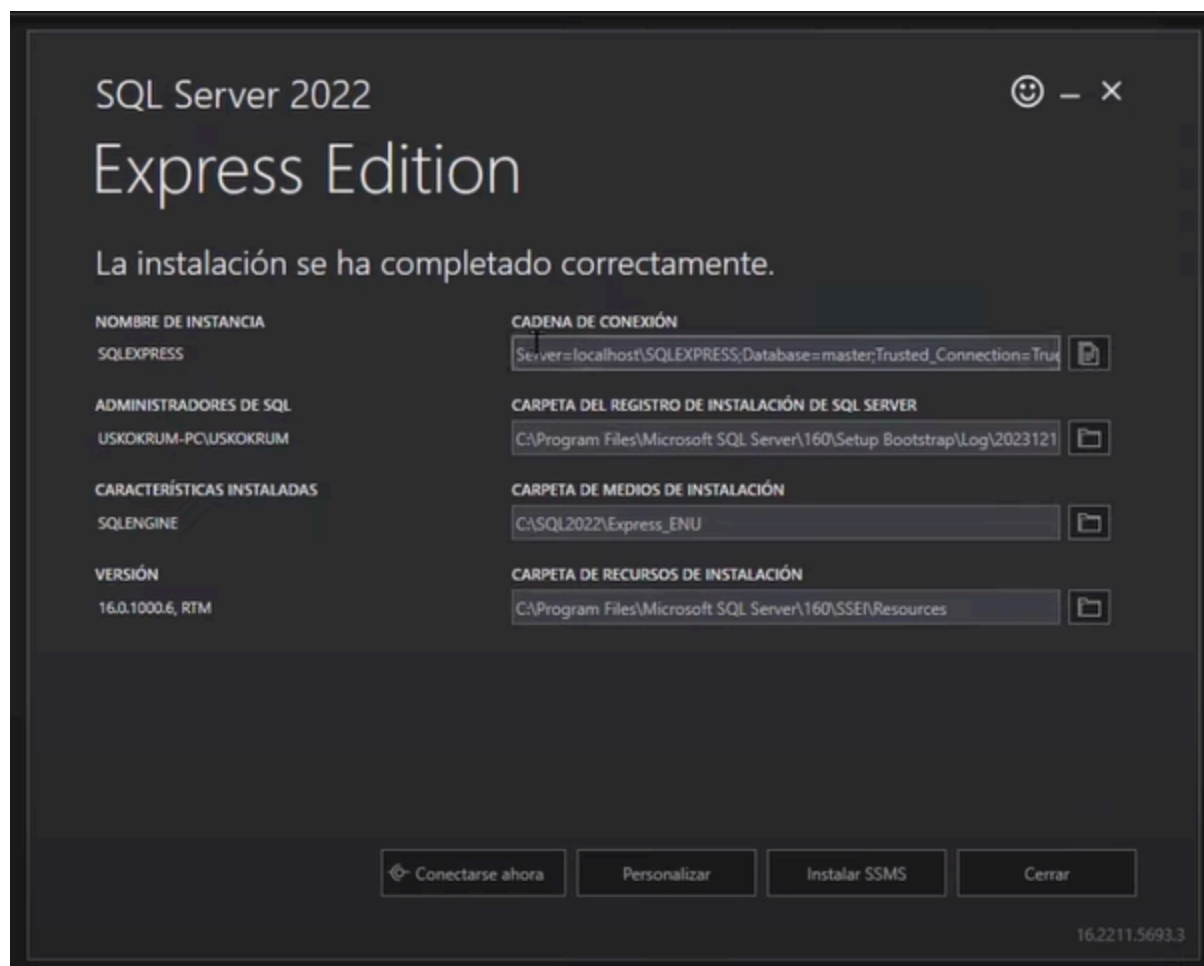 SQL Server 2022
Express Edition
La instalación se ha completado correctamente.
NOMBRE DE INSTANCIA
SQLEXPRESS
CADENA DE CONEXIÓN
Server=localhost\SQLEXPRESS;Database=master;Trusted_Connection=True
ADMINISTRADORES DE SQL
USKOKRUM-PC\USKOKRUM
CARPETA DEL REGISTRO DE INSTALACIÓN DE SQL SERVER
C:\Program Files\Microsoft SQL Server\160\Setup Bootstrap\Log\2023121
CARACTERÍSTICAS INSTALADAS
SQLENGINE
CARPETA DE MEDIOS DE INSTALACIÓN
C:\SQL2022\Express_ENU
VERSIÓN
16.0.1000.6, RTM
CARPETA DE RECURSOS DE INSTALACIÓN
C:\Program Files\Microsoft SQL Server\160\SSEI\Resources
Conectarse ahora
Personalizar
Instalar SSMS
Cerrar
16.2211.5693.3